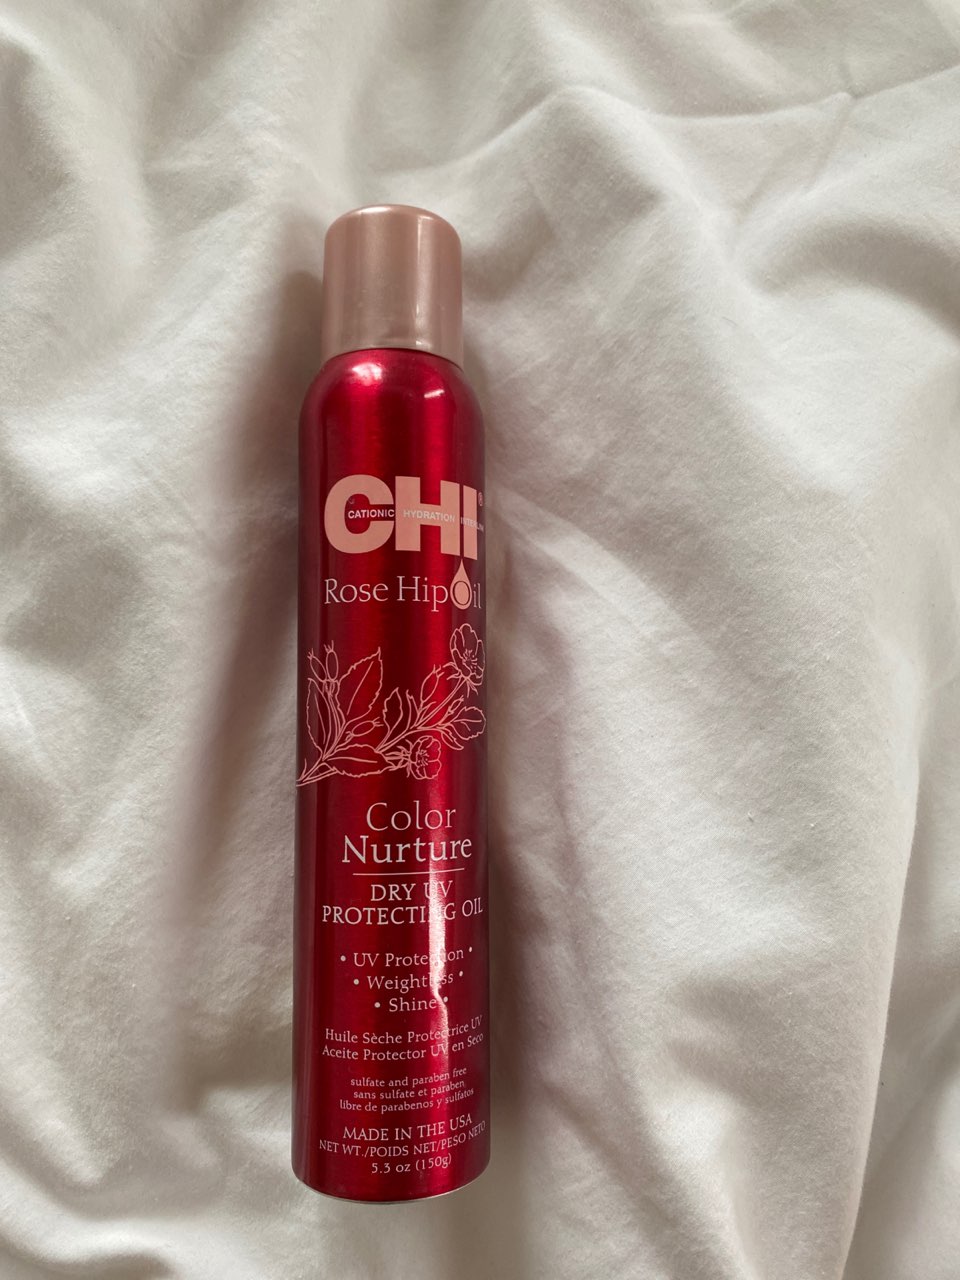 CHI®
CATIONIC HYDRATION
Rose Hip Oil
Color
Nurture
DRY UV
PROTECTING OIL
• UV Protection •
• Weightless •
• Shine •
Huile Sèche Protectrice UV
Aceite Protector UV en Seco
sulfate and paraben free
sans sulfate et paraben,
libre de parabenos y sulfatos
MADE IN THE USA
NET WT./POIDS NET/PESO NETO
5.3 oz (150g)